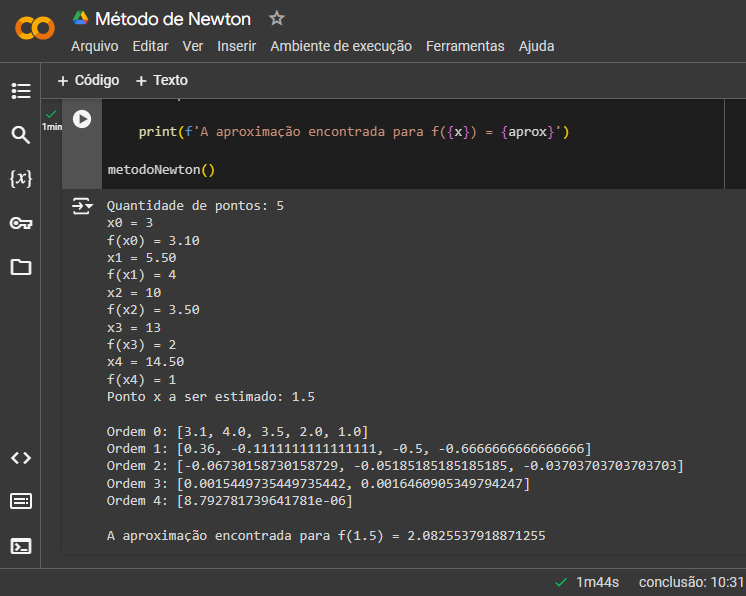 Método de Newton
Arquivo Editar Ver Inserir Ambiente de execução Ferramentas Ajuda
+ Código + Texto
1min
print(f'A aproximação encontrada para f({x}) = {aprox}')
metodoNewton()
Quantidade de pontos: 5
x0 = 3
f(x0) = 3.10
x1 = 5.50
f(x1) = 4
x2 = 10
f(x2) = 3.50
x3 = 13
f(x3) = 2
x4 = 14.50
f(x4) = 1
Ponto x a ser estimado: 1.5
Ordem 0: [3.1, 4.0, 3.5, 2.0, 1.0]
Ordem 1: [0.36, -0.1111111111111111, -0.5, -0.6666666666666666]
Ordem 2: [-0.06730158730158729, -0.05185185185185185, -0.03703703703703703]
Ordem 3: [0.0015449735449735442, 0.0016460905349794247]
Ordem 4: [8.792781739641781e-06]
A aproximação encontrada para f(1.5) = 2.0825537918871255
1m44s conclusão: 10:31